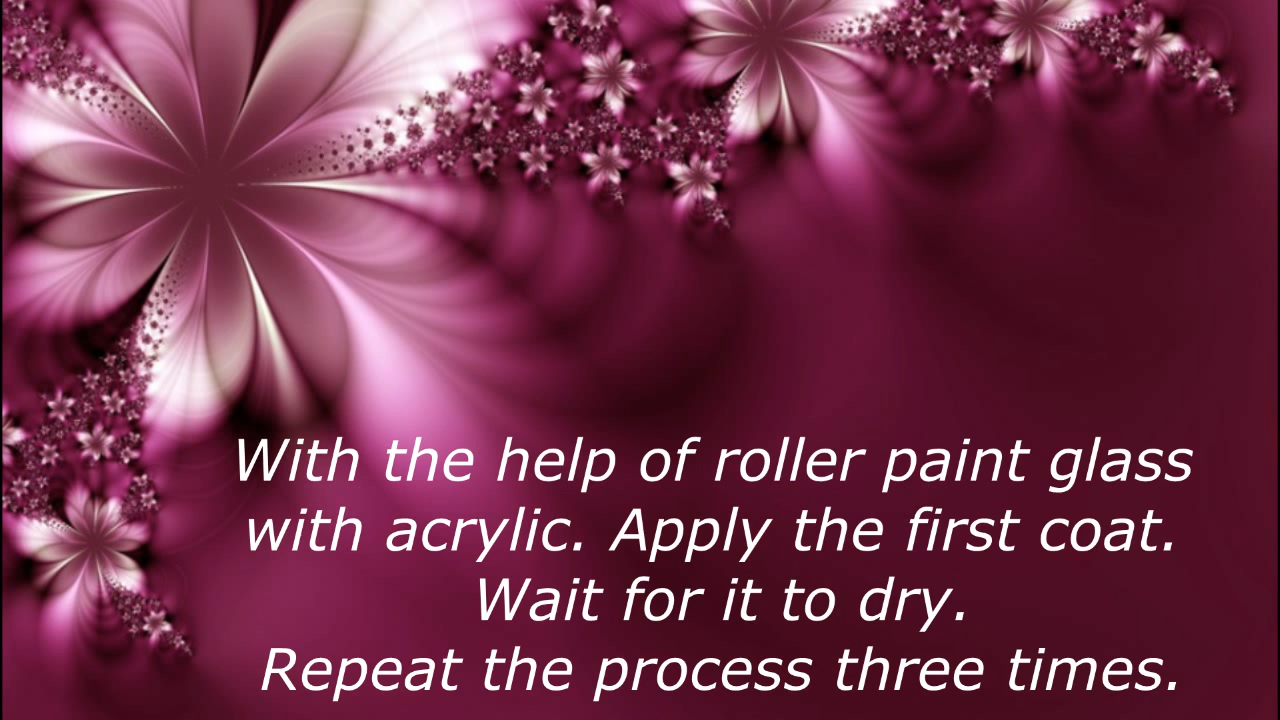 With the help of roller paint glass
with acrylic. Apply the first coat.
Wait for it to dry.
Repeat the process three times.